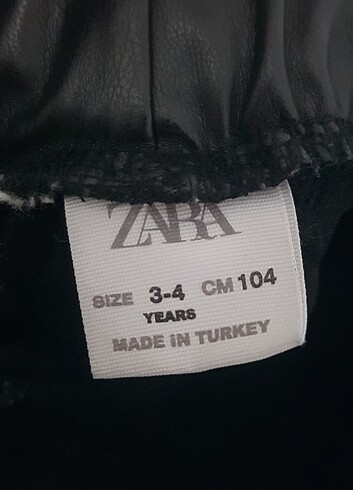 ZARA
SIZE 3-4 CM 104
YEARS
MADE IN TURKEY